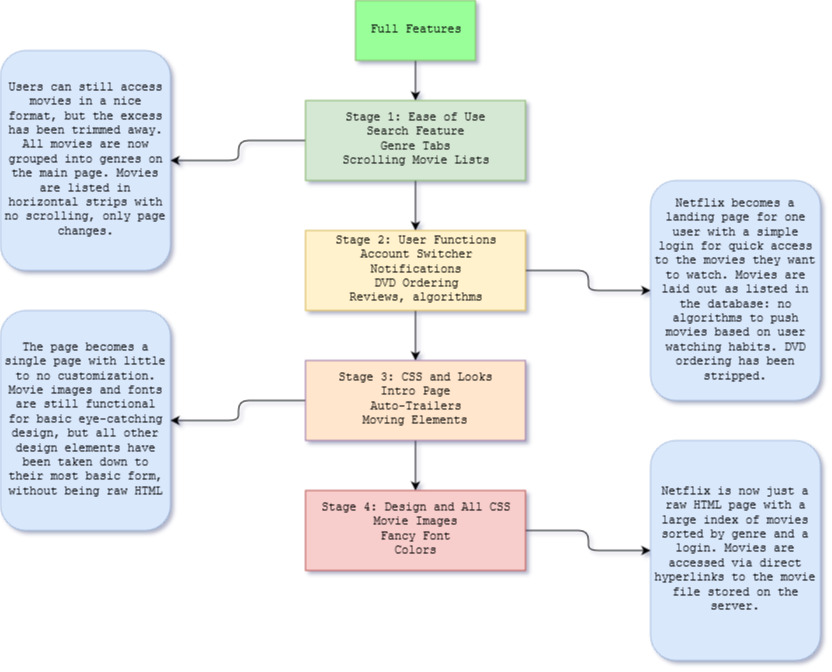 Full Features
Users can still access
movies in a nice
format, but the excess
has been trimmed away.
All movies are now
grouped into genres on
the main page. Movies
are listed in
horizontal strips with
no scrolling, only page
changes.
Stage 1: Ease of Use
Search Feature
Genre Tabs
Scrolling Movie Lists
Stage 2: User Functions
Account Switcher
Notifications
DVD Ordering
Reviews, algorithms
Netflix becomes a
landing page for one
user with a simple
login for quick access
to the movies they want
to watch. Movies are
laid out as listed in
the database: no
algorithms to push
movies based on user
watching habits. DVD
ordering has been
stripped.
The page becomes a
single page with little
to no customization.
Movie images and fonts
are still functional
for basic eye-catching
design, but all other
design elements have
been taken down to
their most basic form,
without being raw HTML
Stage 3: CSS and Looks
Intro Page
Auto-Trailers
Moving Elements
Stage 4: Design and All CSS
Movie Images
Fancy Font
Colors
Netflix is now just a
raw HTML page with a
large index of movies
sorted by genre and a
login. Movies are
accessed via direct
hyperlinks to the movie
file stored on the
server.